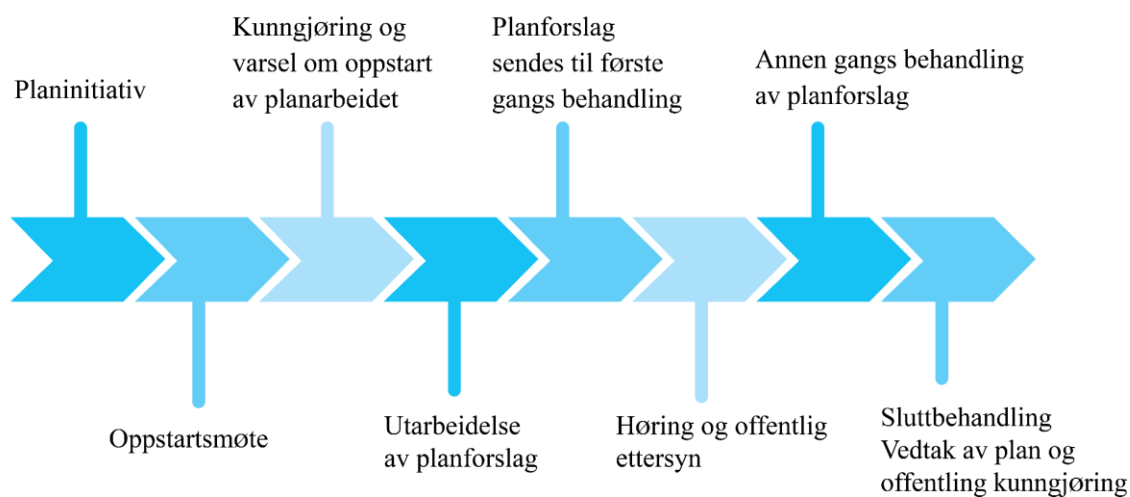 Planinitiativ
Kunngjøring og
varsel om oppstart
av planarbeidet
Planforslag
sendes til første
gangs behandling
Annen gangs behandling
av planforslag
Oppstartsmøte
Utarbeidelse
av planforslag
Høring og offentlig
ettersyn
Sluttbehandling
Vedtak av plan og
offentling kunngjøring